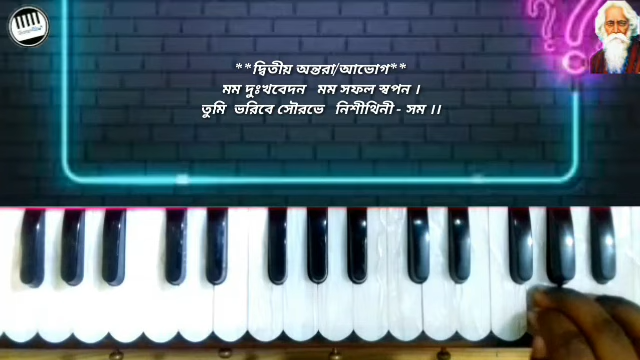 **দ্বিতীয় অন্তরা/আভোগ**
মম দুঃখবেদন মম সফল স্বপন ।
তুমি ভরিবে সৌরভে নিশীথিনী - সম ।।